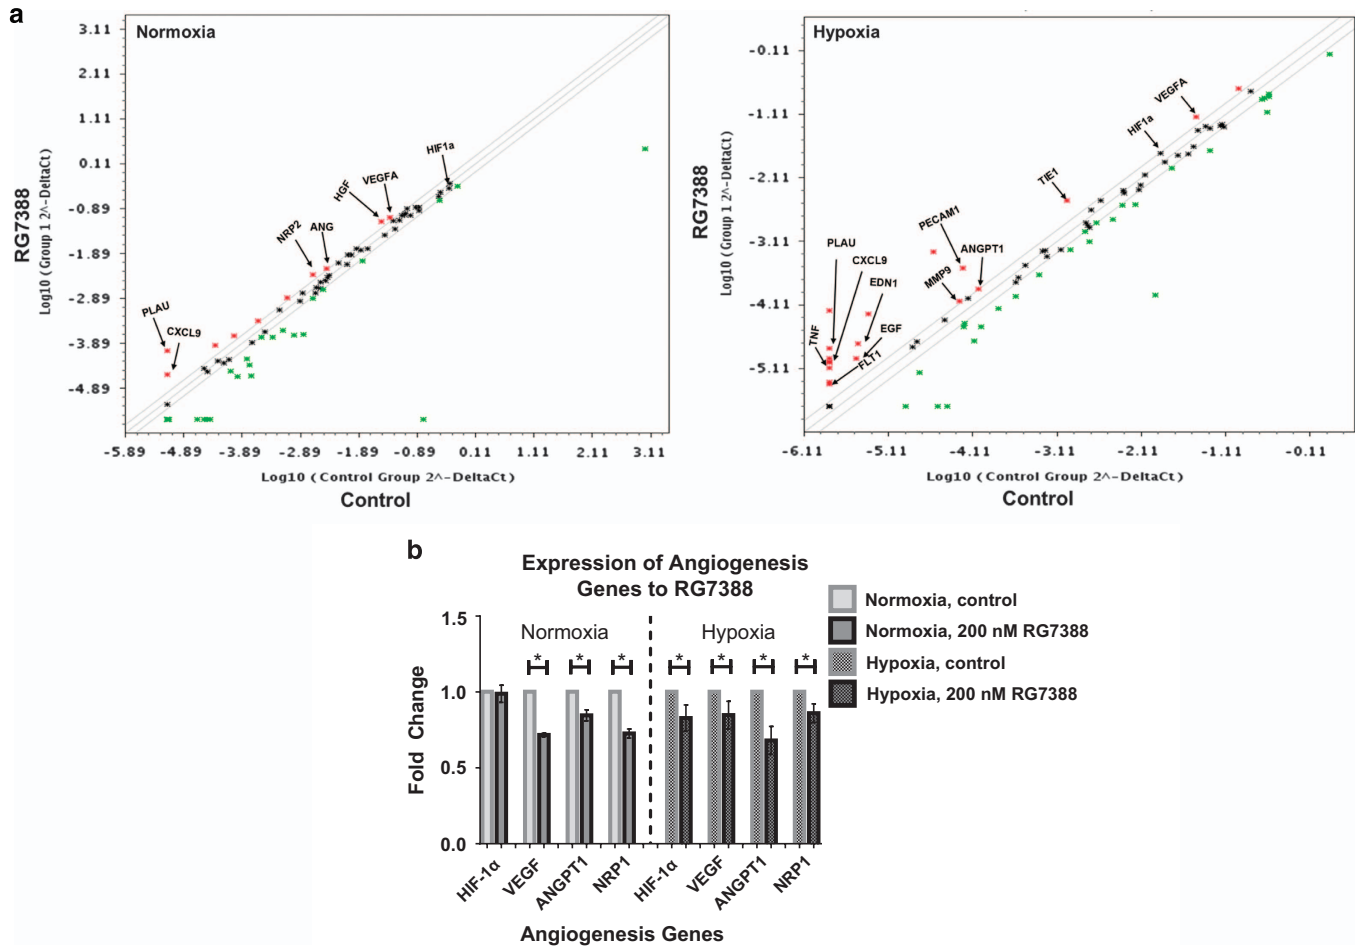 a
Normoxia
3.11
2.11
1.11
0.11
-0.89
-1.89
-2.89
-3.89
-4.89
RG7388
Log10 (Group 1 2^-DeltaCt)
HIF1a
VEGFA
HGF
ANG
NRP2
PLAU
CXCL9
-5.89 -4.89 -3.89 -2.89 -1.89 -0.89 0.11 1.11 2.11 3.11
Log10 (Control Group 2^-DeltaCt)
Control
Hypoxia
-0.11
-1.11
-2.11
-3.11
-4.11
-5.11
RG7388
Log10 (Group 1 2^-DeltaCt)
VEGFA
HIF1a
TIE1
PECAM1
ANGPT1
MMP9
PLAU
CXCL9
EDN1
EGF
TNF
FLT1
-6.11 -5.11 -4.11 -3.11 -2.11 -1.11 -0.11
Log10 (Control Group 2^-DeltaCt)
Control
b
Expression of Angiogenesis
Genes to RG7388
Normoxia, control
Normoxia, 200 nM RG7388
Hypoxia, control
Hypoxia, 200 nM RG7388
1.5
1.0
0.5
0.0
Fold Change
Normoxia Hypoxia
* * * * * * *
HIF-1α VEGF ANGPT1 NRP1 HIF-1α VEGF ANGPT1 NRP1
Angiogenesis Genes